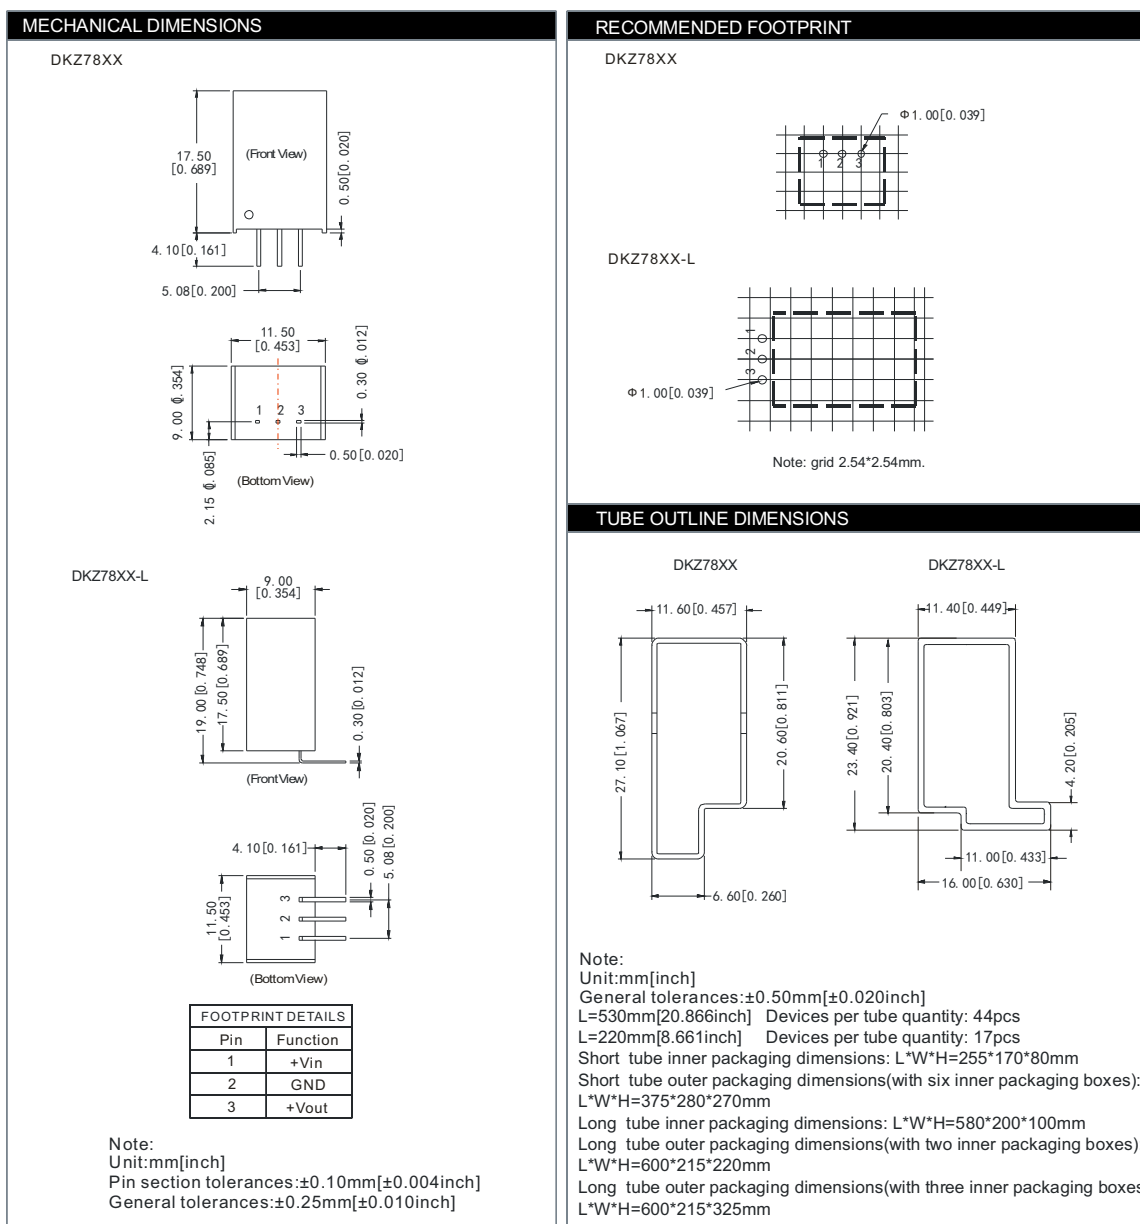 MECHANICAL DIMENSIONS
DKZ78XX
17.50
[0.689]
(Front View)
0.50[0.020]
4.10[0.161]
5.08[0.200]
11.50
[0.453]
9.00 [0.354]
0.30 [0.012]
1 2 3
0.50[0.020]
2.15 [0.085]
(Bottom View)
DKZ78XX-L
9.00
[0.354]
19.00[0.748]
17.50[0.689]
0.30[0.012]
(Front View)
4.10[0.161]
0.50[0.020]
5.08[0.200]
11.50
[0.453]
3
2
1
(Bottom View)
FOOTPRINT DETAILS
Pin Function
1 +Vin
2 GND
3 +Vout
Note:
Unit:mm[inch]
Pin section tolerances:±0.10mm[±0.004inch]
General tolerances:±0.25mm[±0.010inch]
RECOMMENDED FOOTPRINT
DKZ78XX
Φ1.00[0.039]
1 2 3
DKZ78XX-L
1
2
3
Φ1.00[0.039]
Note: grid 2.54*2.54mm.
TUBE OUTLINE DIMENSIONS
DKZ78XX
11.60[0.457]
27.10[1.067]
20.60[0.811]
6.60[0.260]
DKZ78XX-L
11.40[0.449]
23.40[0.921]
20.40[0.803]
4.20[0.205]
11.00[0.433]
16.00[0.630]
Note:
Unit:mm[inch]
General tolerances:±0.50mm[±0.020inch]
L=530mm[20.866inch] Devices per tube quantity: 44pcs
L=220mm[8.661inch] Devices per tube quantity: 17pcs
Short tube inner packaging dimensions: L*W*H=255*170*80mm
Short tube outer packaging dimensions(with six inner packaging boxes):
L*W*H=375*280*270mm
Long tube inner packaging dimensions: L*W*H=580*200*100mm
Long tube outer packaging dimensions(with two inner packaging boxes)
L*W*H=600*215*220mm
Long tube outer packaging dimensions(with three inner packaging boxes
L*W*H=600*215*325mm